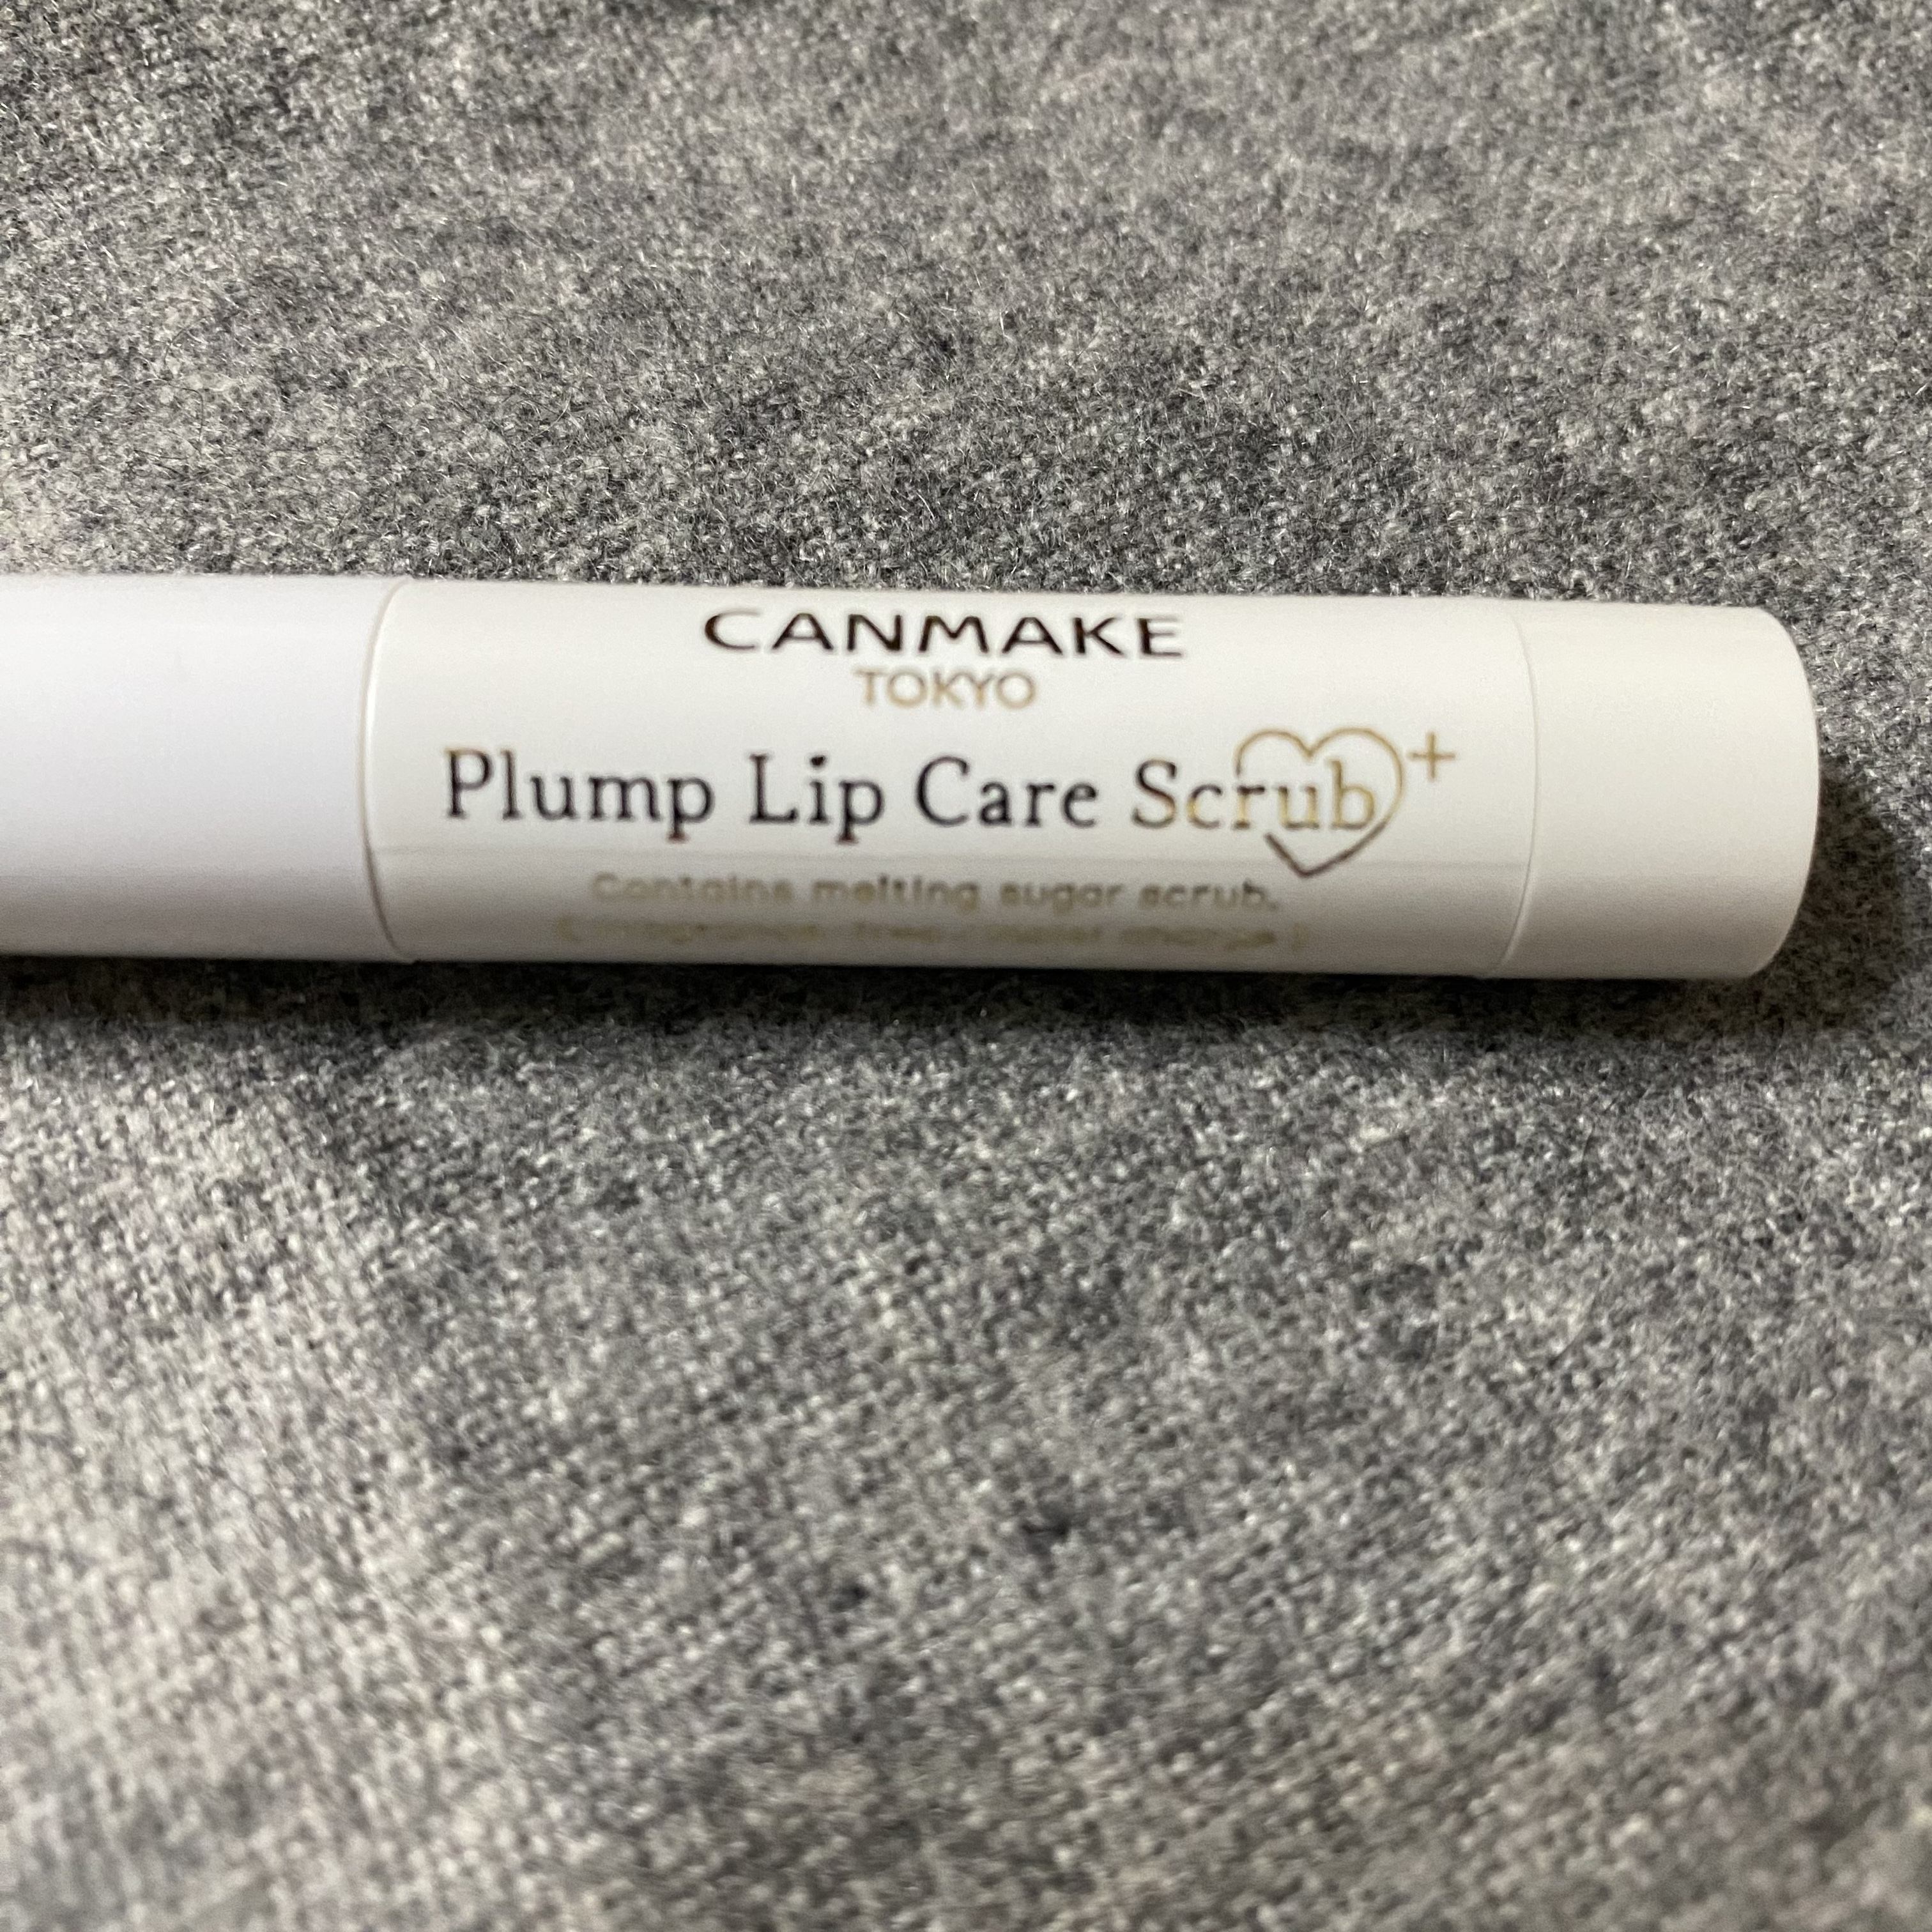 CANMAKE
TOKYO
Plump Lip Care Scrub+
Contains melting sugar scrub.